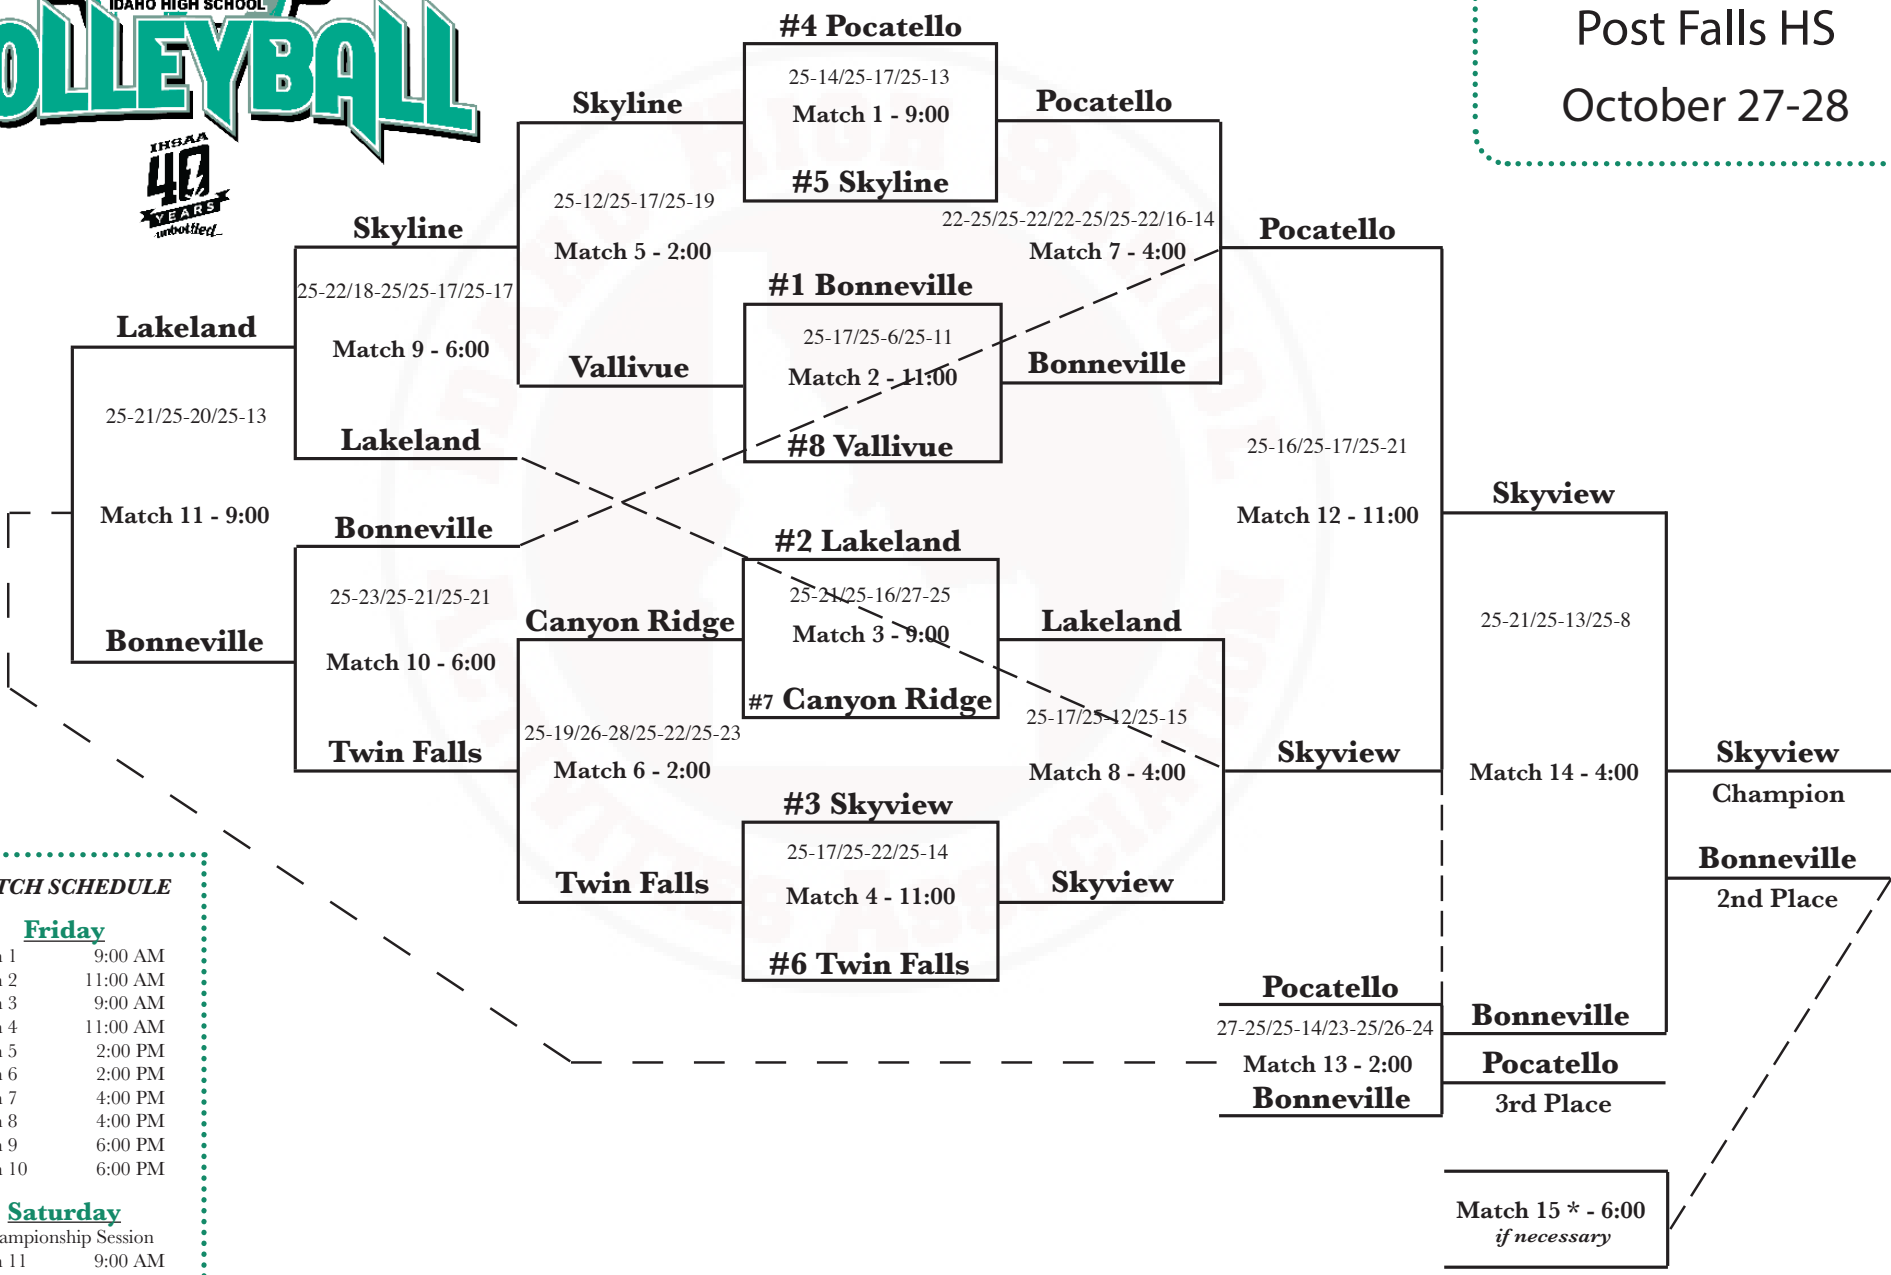 IDAHO HIGH SCHOOL
OLLEYBALL
IHSAA
40
YEARS
unbottled...
Post Falls HS
October 27-28
#4 Pocatello
25-14/25-17/25-13
Match 1 - 9:00
#5 Skyline
Skyline
Pocatello
25-12/25-17/25-19
Match 5 - 2:00
22-25/25-22/22-25/25-22/16-14
Match 7 - 4:00
Skyline
Pocatello
#1 Bonneville
25-17/25-6/25-11
Match 2 - 11:00
#8 Vallivue
25-22/18-25/25-17/25-17
Match 9 - 6:00
Lakeland
Vallivue
Bonneville
25-21/25-20/25-13
Match 11 - 9:00
Lakeland
25-16/25-17/25-21
Match 12 - 11:00
Skyview
Bonneville
#2 Lakeland
25-21/25-16/27-25
Match 3 - 9:00
#7 Canyon Ridge
25-23/25-21/25-21
Match 10 - 6:00
Canyon Ridge
Lakeland
25-21/25-13/25-8
Match 14 - 4:00
Bonneville
25-19/26-28/25-22/25-23
Match 6 - 2:00
25-17/25-12/25-15
Match 8 - 4:00
Twin Falls
Skyview
Skyview
Champion
#3 Skyview
25-17/25-22/25-14
Match 4 - 11:00
#6 Twin Falls
Twin Falls
Skyview
Bonneville
2nd Place
Pocatello
27-25/25-14/23-25/26-24
Match 13 - 2:00
Bonneville
Bonneville
Pocatello
3rd Place
Match 15 * - 6:00
if necessary
TCH SCHEDULE
Friday
1 9:00 AM
2 11:00 AM
3 9:00 AM
4 11:00 AM
5 2:00 PM
6 2:00 PM
7 4:00 PM
8 4:00 PM
9 6:00 PM
10 6:00 PM
Saturday
ampionship Session
11 9:00 AM
IDAHO HIGH SCHOOL
ACTIVITIES ASSOCIATION